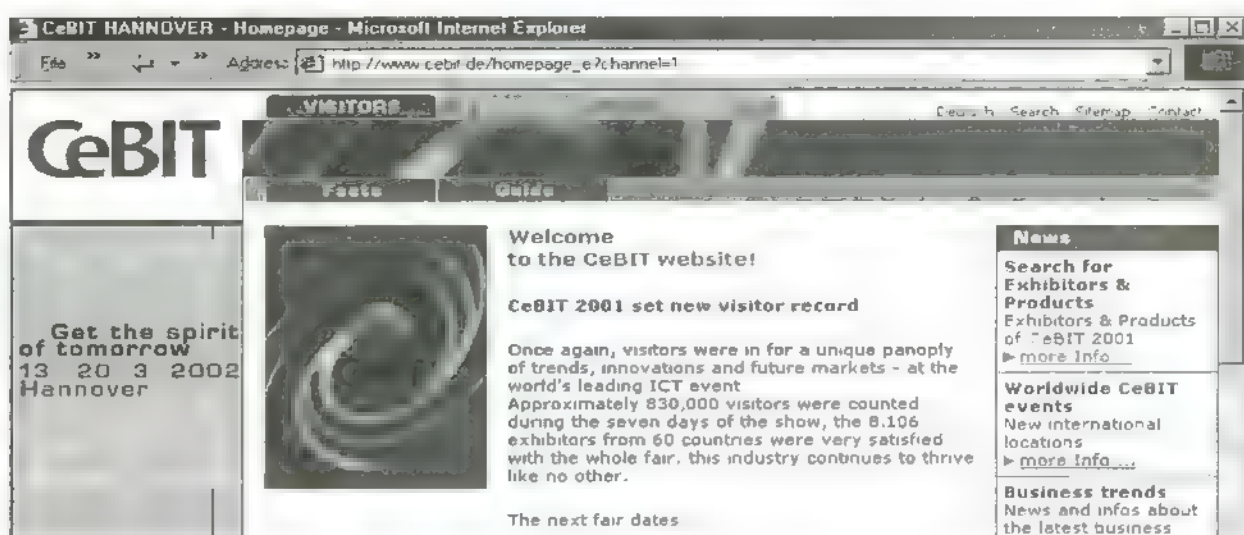 CeBIT HANNOVER - Homepage - Microsoft Internet Explorer
File » » Address http://www.cebit.de/homepage_e?channel=1
VISITORS
Search Sitemap Contact
CeBIT
Facts Guide
Get the spirit
of tomorrow
13 20 3 2002
Hannover
Welcome
to the CeBIT website!
CeBIT 2001 set new visitor record
Once again, visitors were in for a unique panoply
of trends, innovations and future markets - at the
world's leading ICT event
Approximately 830,000 visitors were counted
during the seven days of the show, the 8.106
exhibitors from 60 countries were very satisfied
with the whole fair. this industry continues to thrive
like no other.
The next fair dates
News
Search for
Exhibitors &
Products
Exhibitors & Products
of CeBIT 2001
more Info
Worldwide CeBIT
events
New international
locations
more Info ...
Business trends
News and infos about
the latest business